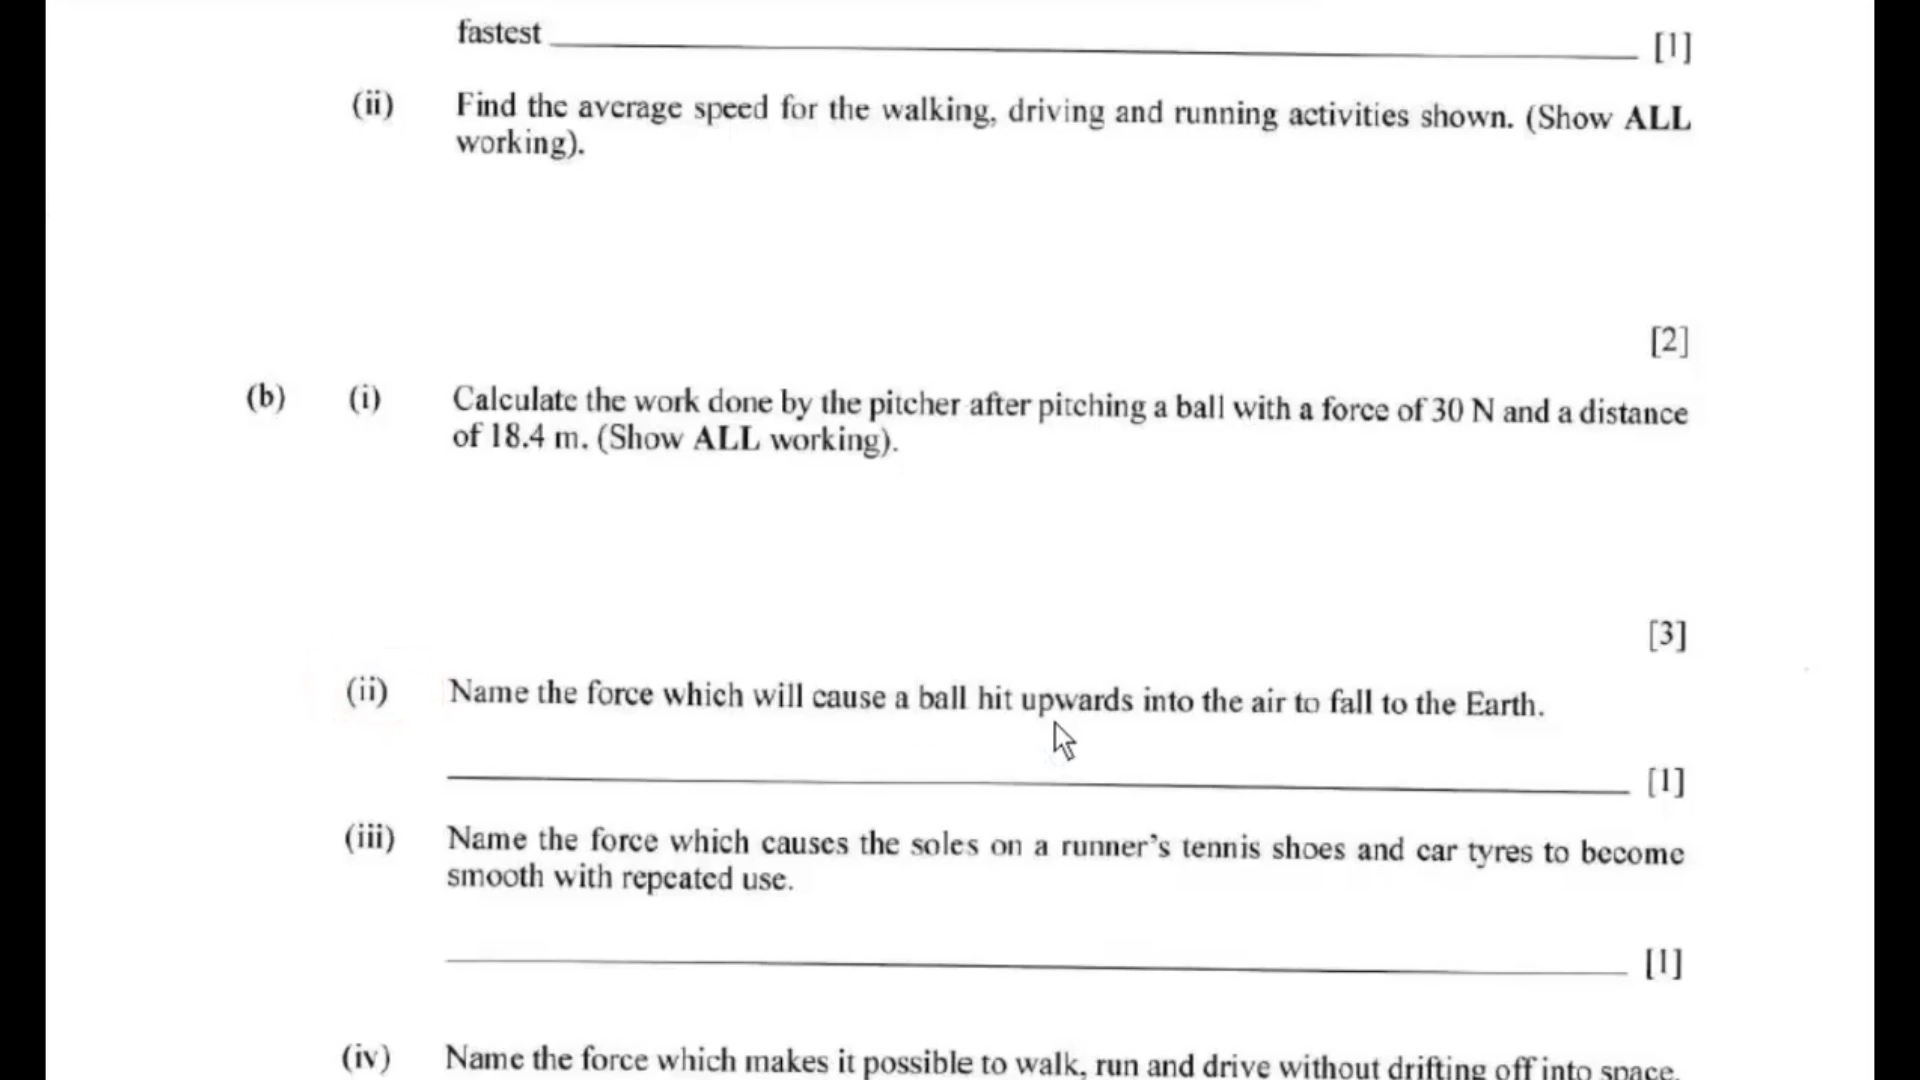 fastest ______ [1]
(ii) Find the average speed for the walking, driving and running activities shown. (Show ALL
working).
[2]
(b) (i) Calculate the work done by the pitcher after pitching a ball with a force of 30 N and a distance
of 18.4 m. (Show ALL working).
[3]
(ii) Name the force which will cause a ball hit upwards into the air to fall to the Earth.
______ [1]
(iii) Name the force which causes the soles on a runner's tennis shoes and car tyres to become
smooth with repeated use.
______ [1]
(iv) Name the force which makes it possible to walk, run and drive without drifting off into space.